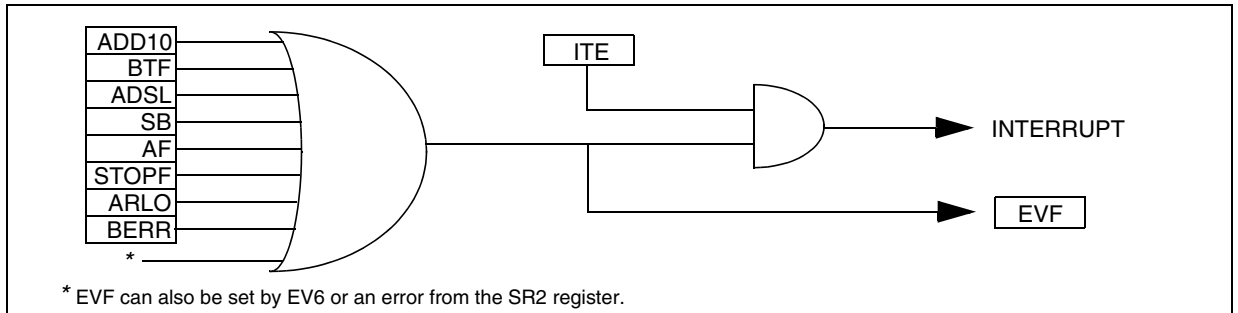 ADD10
BTF
ADSL
SB
AF
STOPF
ARLO
BERR
*
ITE
INTERRUPT
EVF
* EVF can also be set by EV6 or an error from the SR2 register.